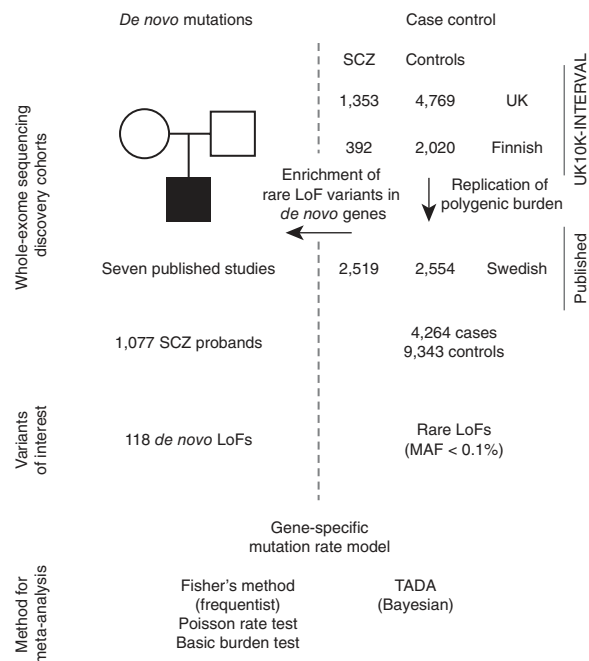 De novo mutations
Case control
SCZ Controls
1,353 4,769 UK
392 2,020 Finnish
UK10K-INTERVAL
Whole-exome sequencing
discovery cohorts
Enrichment of
rare LoF variants in
de novo genes
Replication of
polygenic burden
Seven published studies
2,519 2,554 Swedish
Published
1,077 SCZ probands
4,264 cases
9,343 controls
Variants
of interest
118 de novo LoFs
Rare LoFs
(MAF < 0.1%)
Gene-specific
mutation rate model
Method for
meta-analysis
Fisher's method
(frequentist)
Poisson rate test
Basic burden test
TADA
(Bayesian)